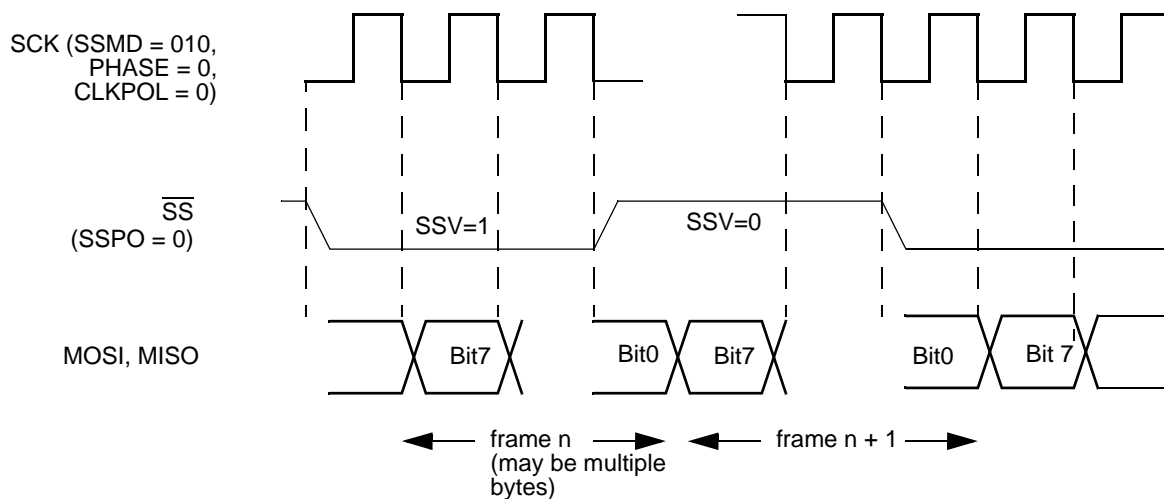 SCK (SSMD = 010,
PHASE = 0,
CLKPOL = 0)
SS
(SSPO = 0)
SSV=1
SSV=0
MOSI, MISO
Bit7
Bit0
Bit7
Bit0
Bit 7
frame n
(may be multiple
bytes)
frame n + 1